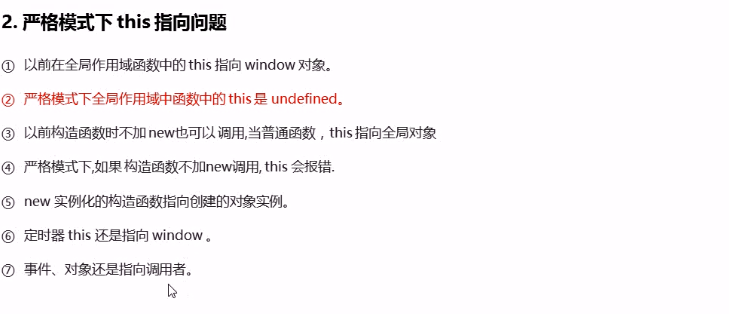 2. 严格模式下 this 指向问题
① 以前在全局作用域函数中的 this 指向 window 对象。
② 严格模式下全局作用域中函数中的 this 是 undefined。
③ 以前构造函数时不加 new也可以 调用,当普通函数，this 指向全局对象
④ 严格模式下,如果 构造函数不加new调用, this 会报错.
⑤ new 实例化的构造函数指向创建的对象实例。
⑥ 定时器 this 还是指向 window 。
⑦ 事件、对象还是指向调用者。